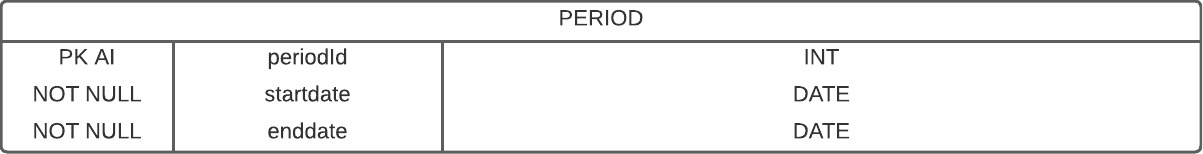 PERIOD
PK AI periodId INT
NOT NULL startdate DATE
NOT NULL enddate DATE